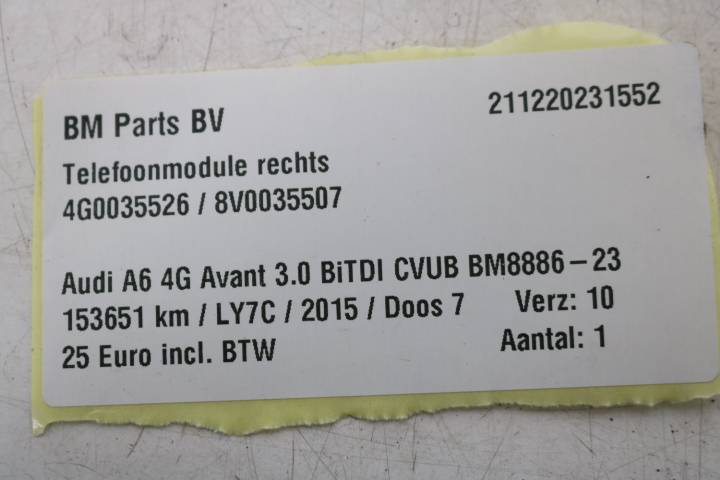 BM Parts BV 211220231552
Telefoonmodule rechts
4G0035526 / 8V0035507
Audi A6 4G Avant 3.0 BiTDI CVUB BM8886-23
153651 km / LY7C / 2015 / Doos 7 Verz: 10
25 Euro incl. BTW Aantal: 1